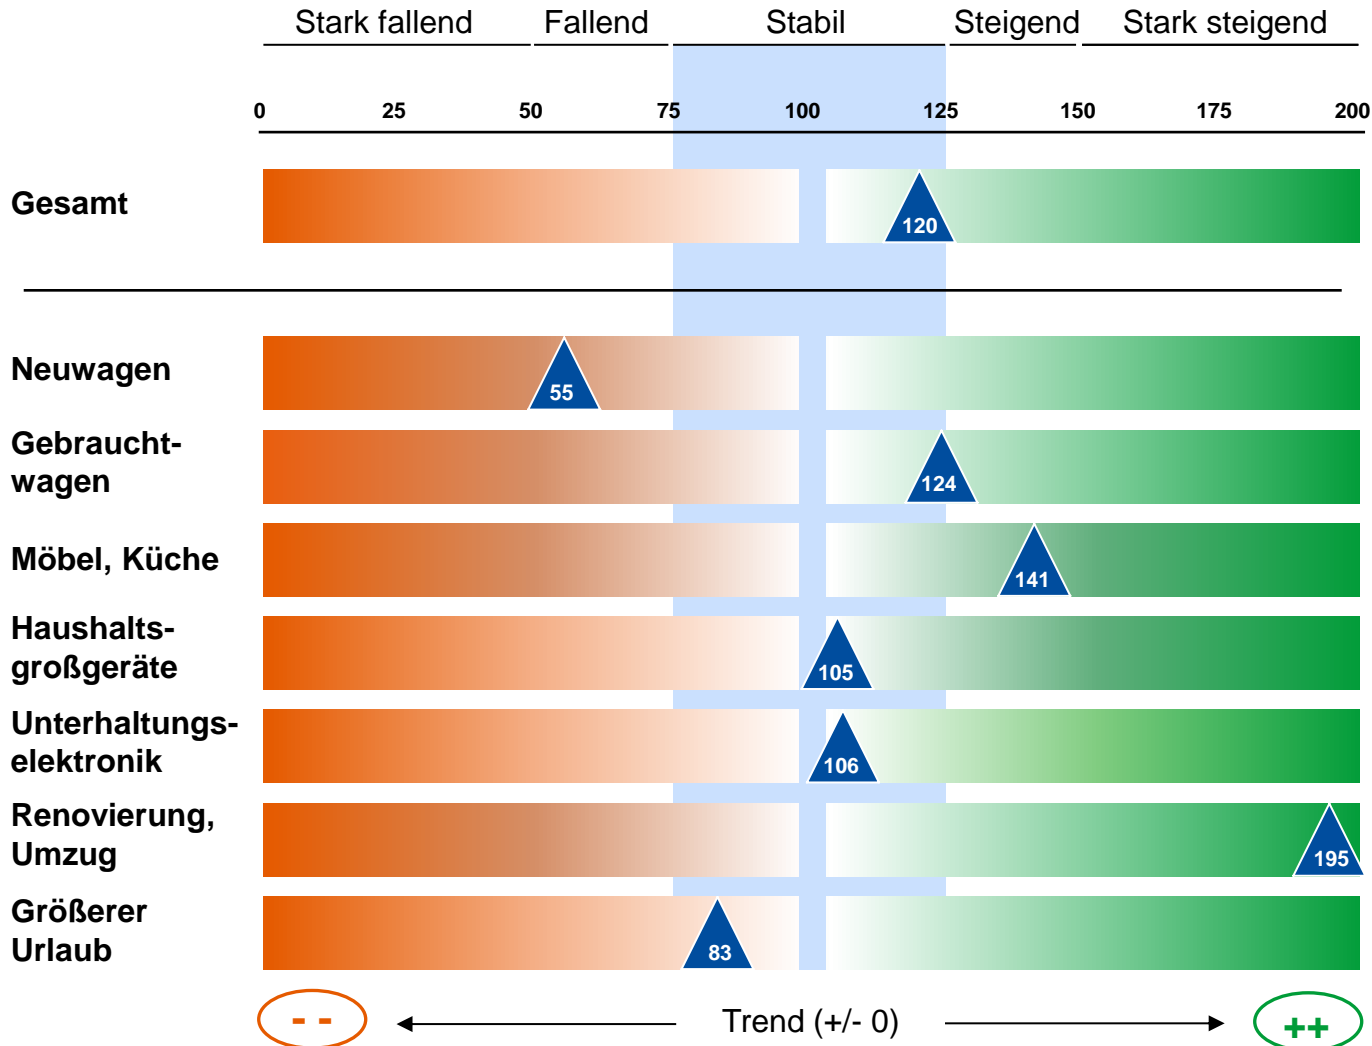 Stark fallend Fallend Stabil Steigend Stark steigend
0 25 50 75 100 125 150 175 200
Gesamt
120
Neuwagen
55
Gebraucht-
wagen
124
Möbel, Küche
141
Haushalts-
großgeräte
105
Unterhaltungs-
elektronik
106
Renovierung,
Umzug
195
Größerer
Urlaub
83
- - Trend (+/- 0) ++